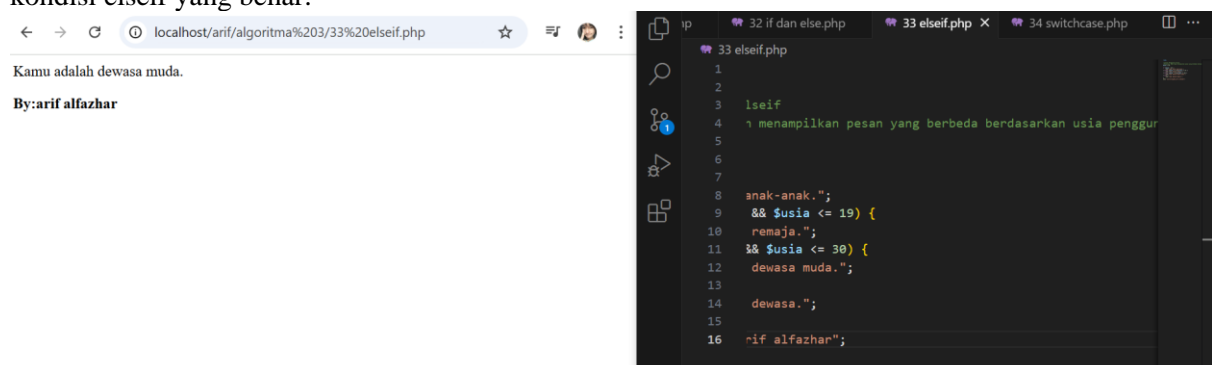 kondisi elseif yang benar.
localhost/arif/algoritma%203/33%20elseif.php
Kamu adalah dewasa muda.
By:arif alfazhar
32 if dan else.php 33 elseif.php 34 switchcase.php
33 elseif.php
1
2
3 lseif
4 menampilkan pesan yang berbeda berdasarkan usia penggun
5
6
7
8 anak-anak.";
9 && $usia <= 19) {
10 remaja.";
11 && $usia <= 30) {
12 dewasa muda.";
13
14 dewasa.";
15
16 rif alfazhar";
1